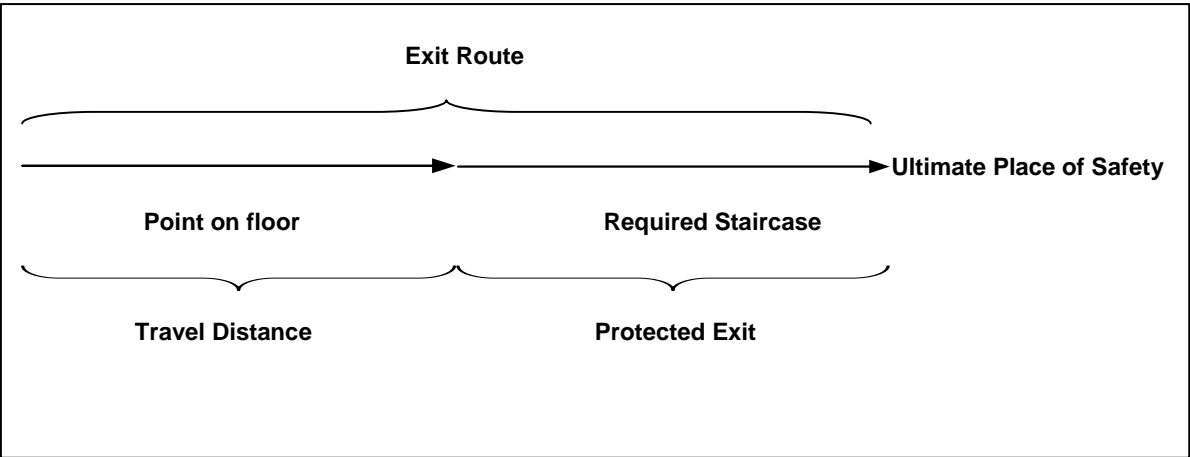 Exit Route
Ultimate Place of Safety
Point on floor
Required Staircase
Travel Distance
Protected Exit